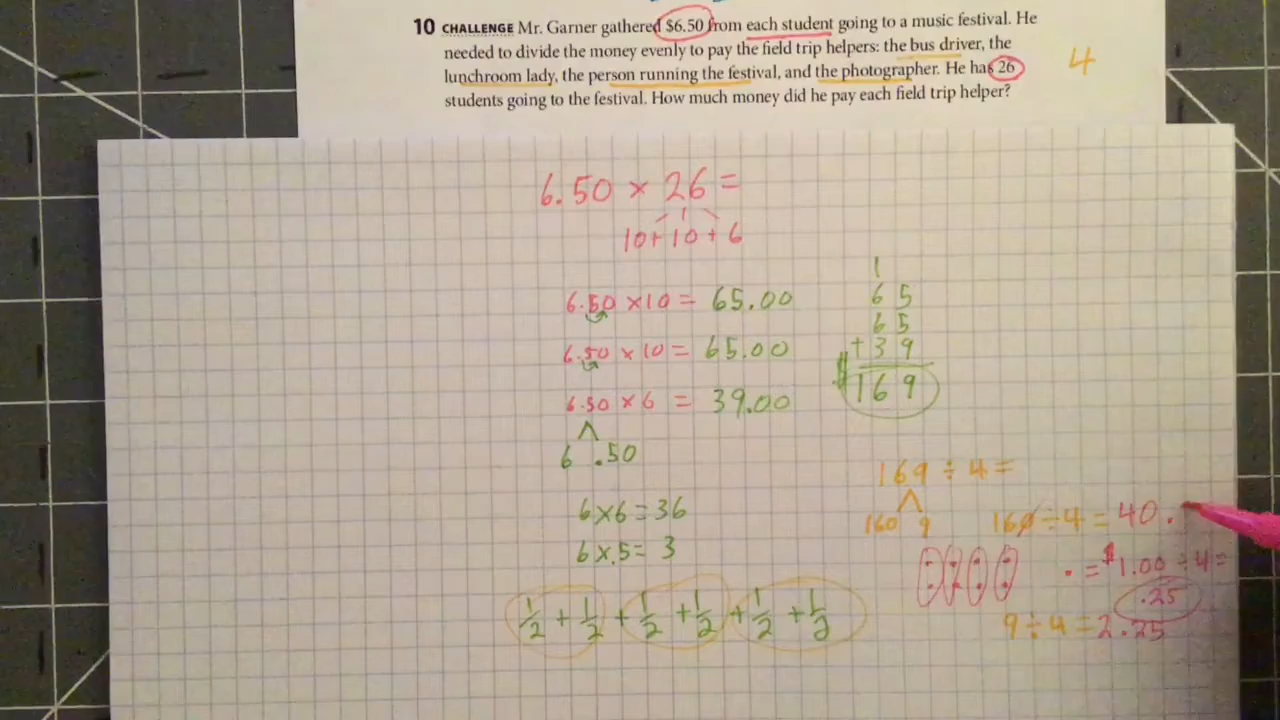 10 CHALLENGE Mr. Garner gathered $6.50 from each student going to a music festival. He
needed to divide the money evenly to pay the field trip helpers: the bus driver, the
lunchroom lady, the person running the festival, and the photographer. He has 26
students going to the festival. How much money did he pay each field trip helper?
4
6.50 × 26 =
10 + 10 + 6
6.50 × 10 = 65.00
6.50 × 10 = 65.00
6.50 × 6 = 39.00
6 .50
6 × 6 = 36
6 × .5 = 3
1/2 + 1/2 + 1/2 + 1/2 + 1/2 + 1/2
1
65
65
+ 39
$169
169 ÷ 4 =
160 9
160 ÷ 4 = 40.
. = $1.00 ÷ 4 =
.25
9 ÷ 4 = 2.25